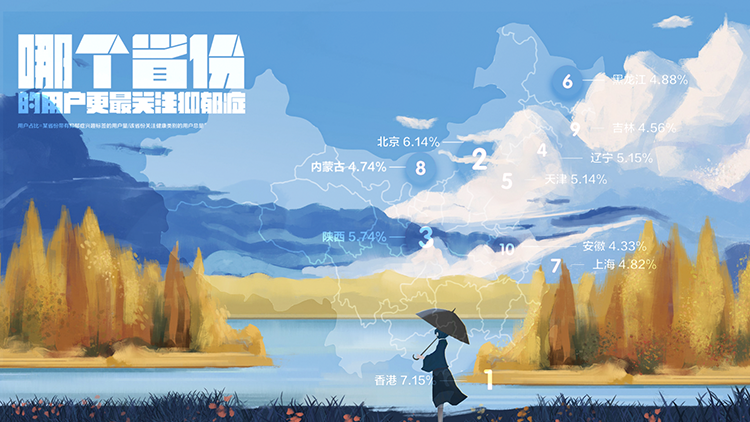 哪个省份
的用户更最关注抑郁症
6
黑龙江 4.88%
9
吉林 4.56%
北京 6.14%
2
4
辽宁 5.15%
内蒙古 4.74%
8
5
天津 5.14%
陕西 5.74%
3
10
安徽 4.33%
7
上海 4.82%
香港 7.15%
1